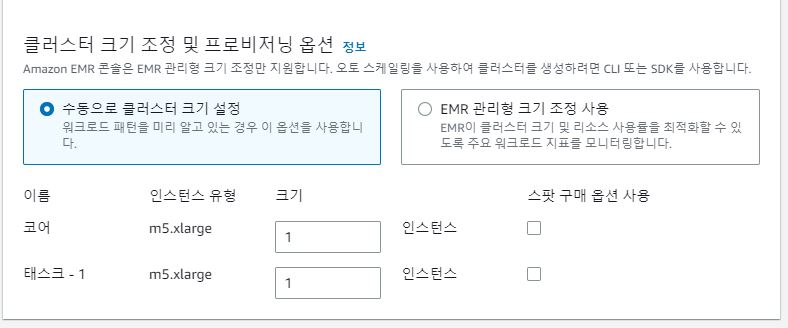 클러스터 크기 조정 및 프로비저닝 옵션 정보
Amazon EMR 콘솔은 EMR 관리형 크기 조정만 지원합니다. 오토 스케일링을 사용하여 클러스터를 생성하려면 CLI 또는 SDK를 사용합니다.
수동으로 클러스터 크기 설정
워크로드 패턴을 미리 알고 있는 경우 이 옵션을 사용합니
다.
EMR 관리형 크기 조정 사용
EMR이 클러스터 크기 및 리소스 사용률을 최적화할 수 있
도록 주요 워크로드 지표를 모니터링합니다.
이름 인스턴스 유형 크기 스팟 구매 옵션 사용
코어 m5.xlarge 1 인스턴스
태스크 - 1 m5.xlarge 1 인스턴스